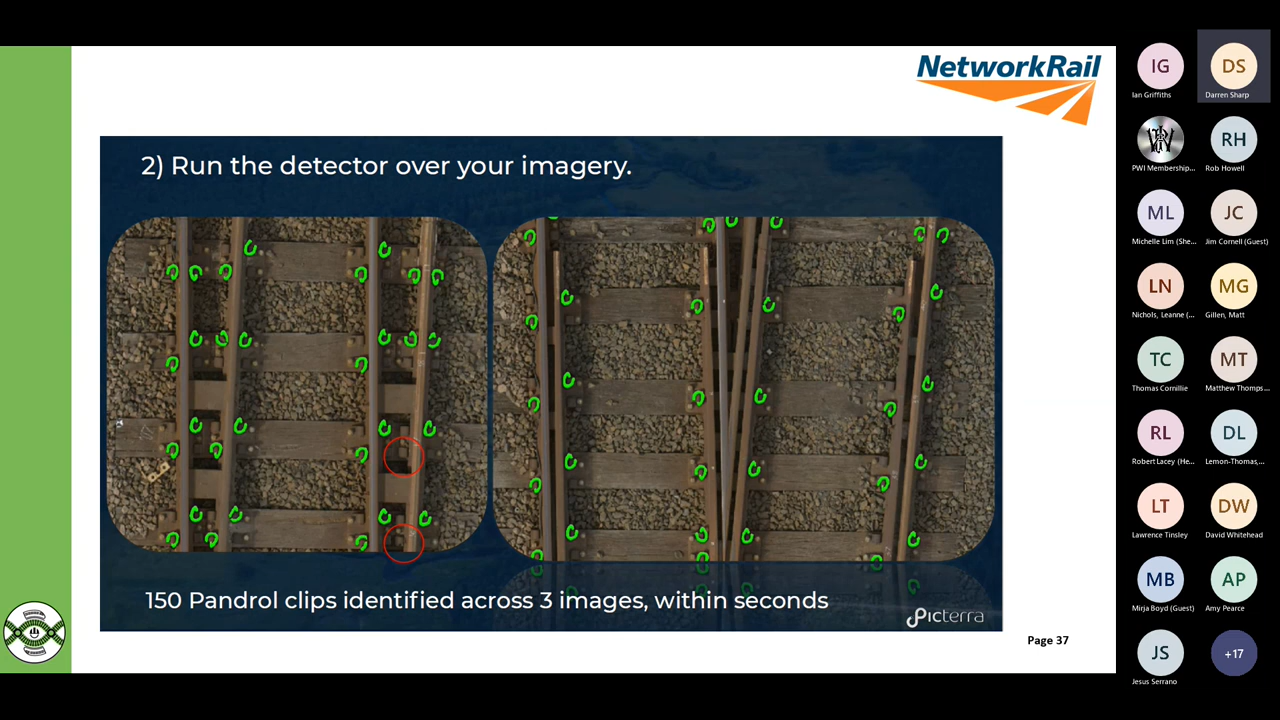 NetworkRail
2) Run the detector over your imagery.
150 Pandrol clips identified across 3 images, within seconds
Picterra
Page 37
IG
Ian Griffiths
DS
Darren Sharp
PWI Membership...
RH
Rob Howell
ML
Michelle Lim (She...
JC
Jim Cornell (Guest)
LN
Nichols, Leanne (...
MG
Gillen, Matt
TC
Thomas Cornillie
MT
Matthew Thomps...
RL
Robert Lacey (He...
DL
Lemon-Thomas,...
LT
Lawrence Tinsley
DW
David Whitehead
MB
Mirja Boyd (Guest)
AP
Amy Pearce
JS
Jesus Serrano
+17